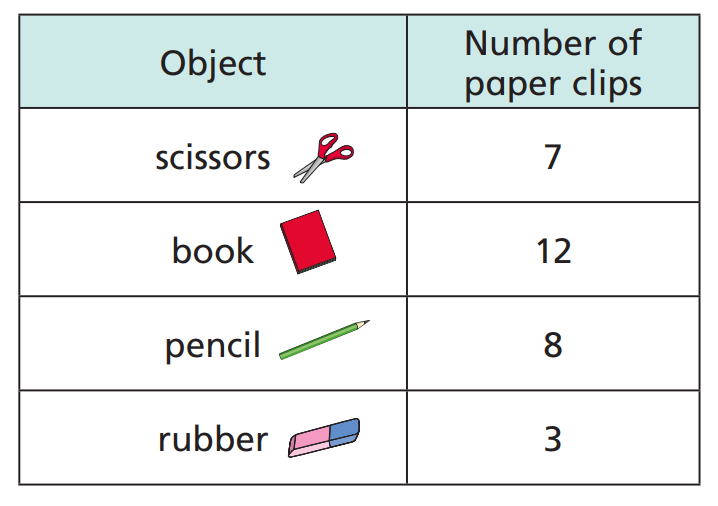 Object
Number of
paper clips
scissors
7
book
12
pencil
8
rubber
3